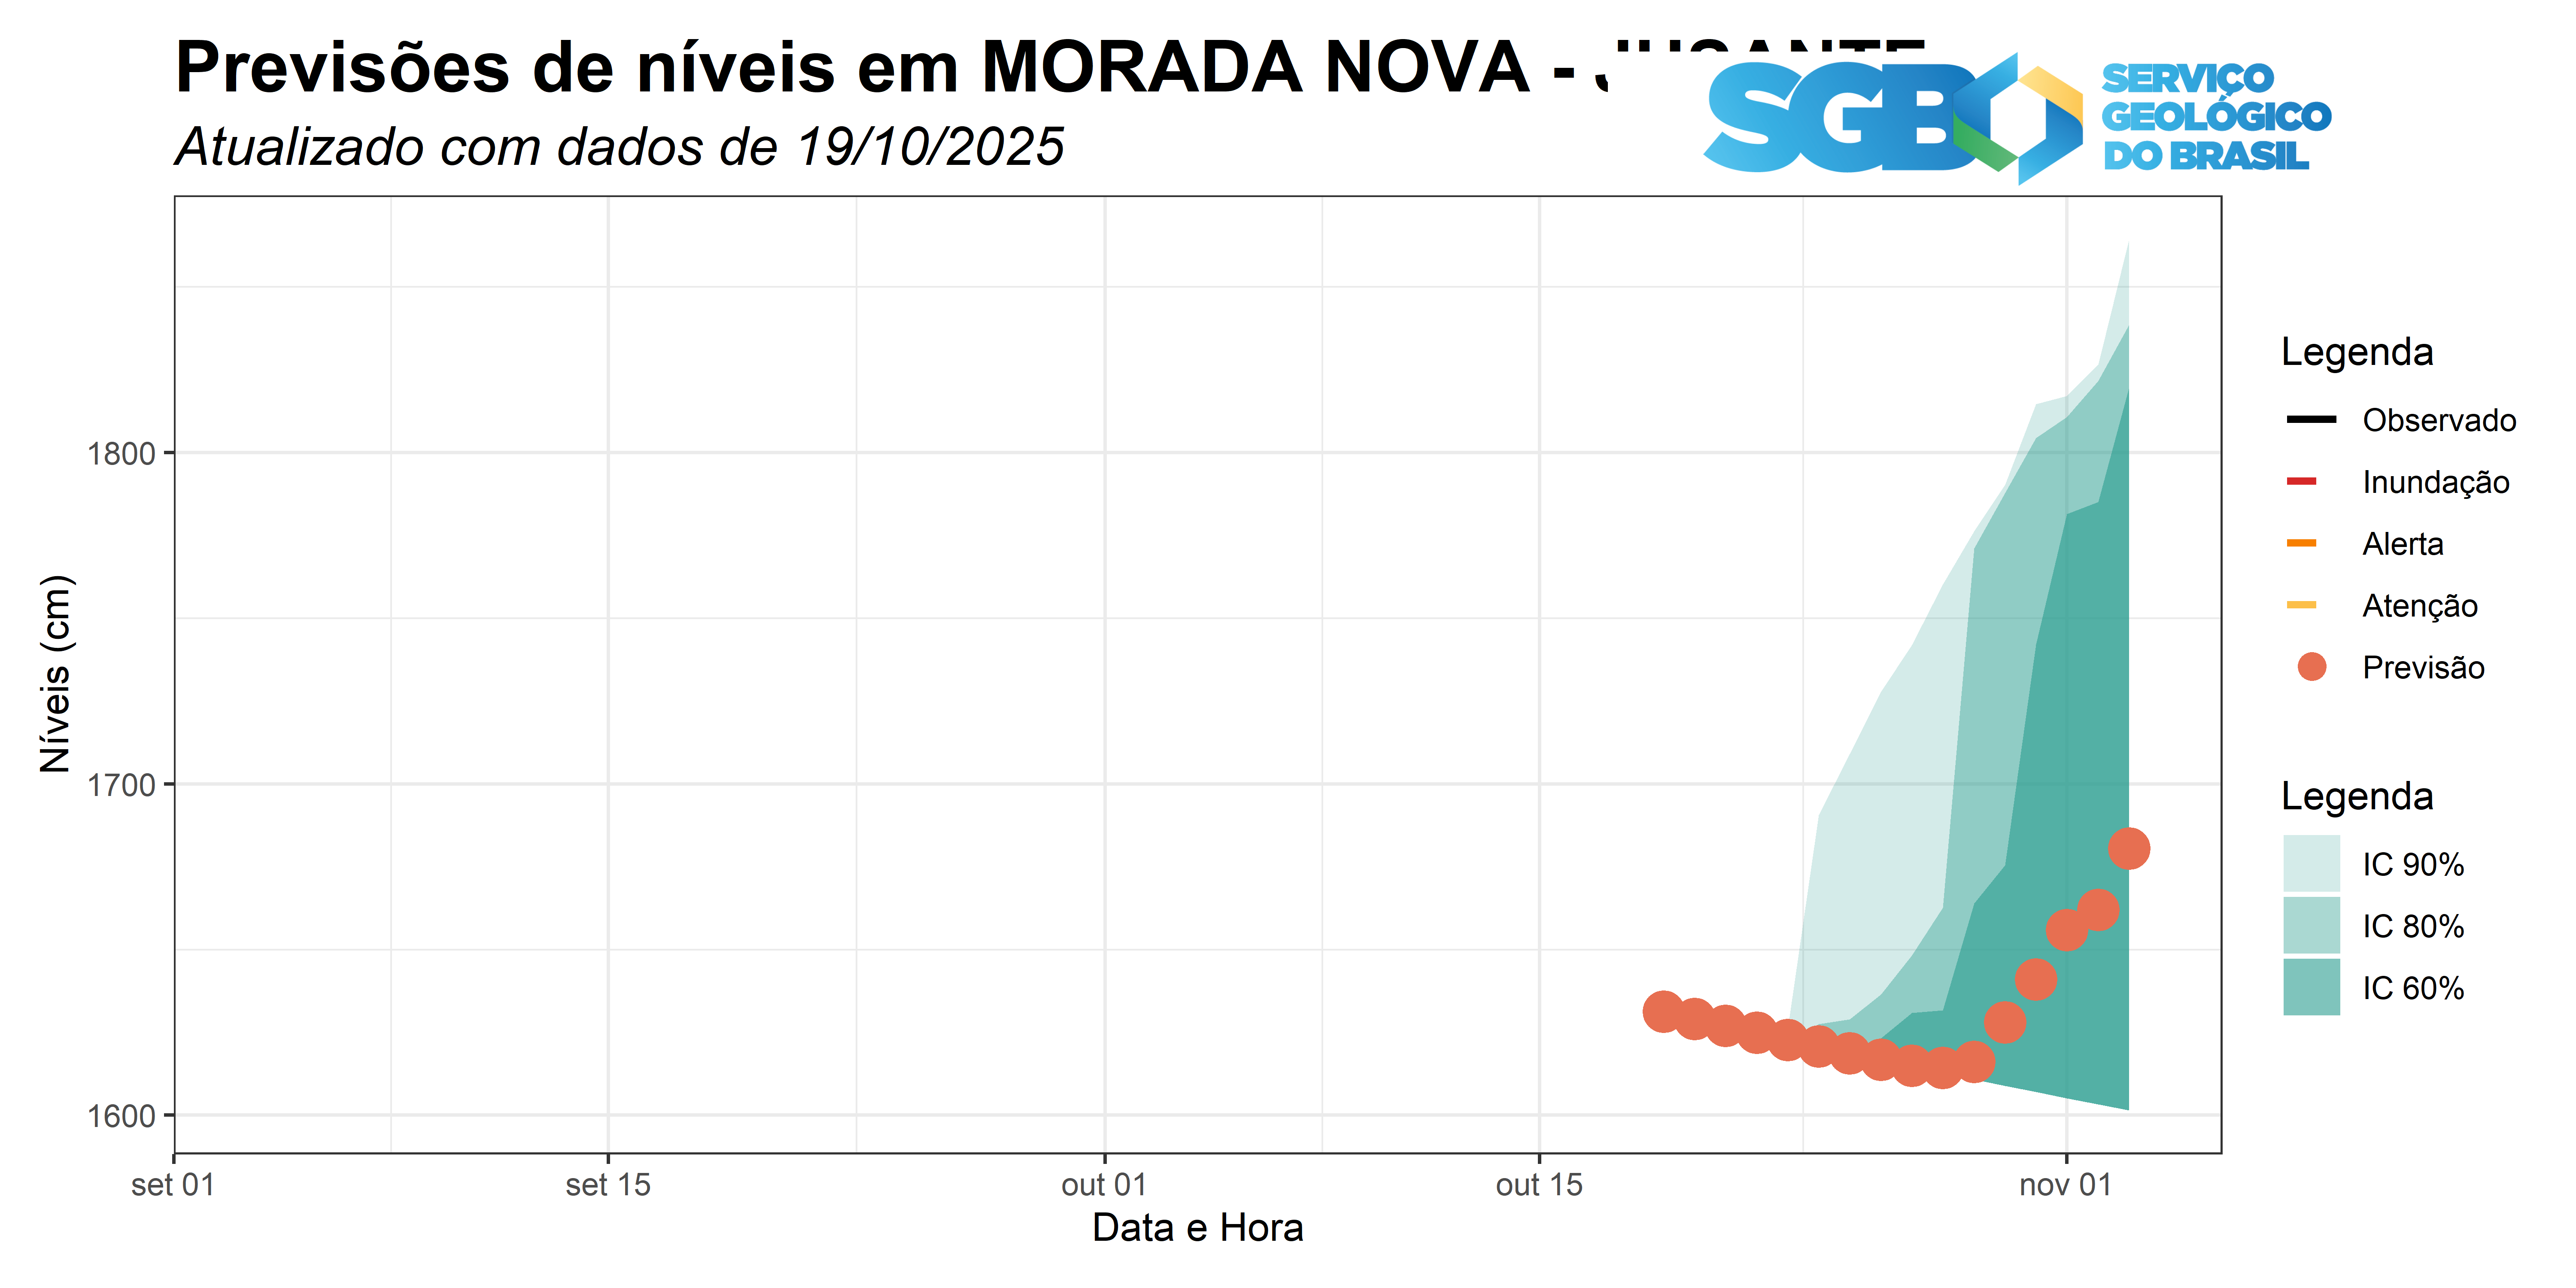 Previsões de níveis em MORADA NOVA - JUSANTE
Atualizado com dados de 19/10/2025
SGB
SERVIÇO
GEOLÓGICO
DO BRASIL
Níveis (cm)
1800
1700
1600
set 01
set 15
out 01
out 15
nov 01
Data e Hora
Legenda
Observado
Inundação
Alerta
Atenção
Previsão
Legenda
IC 90%
IC 80%
IC 60%